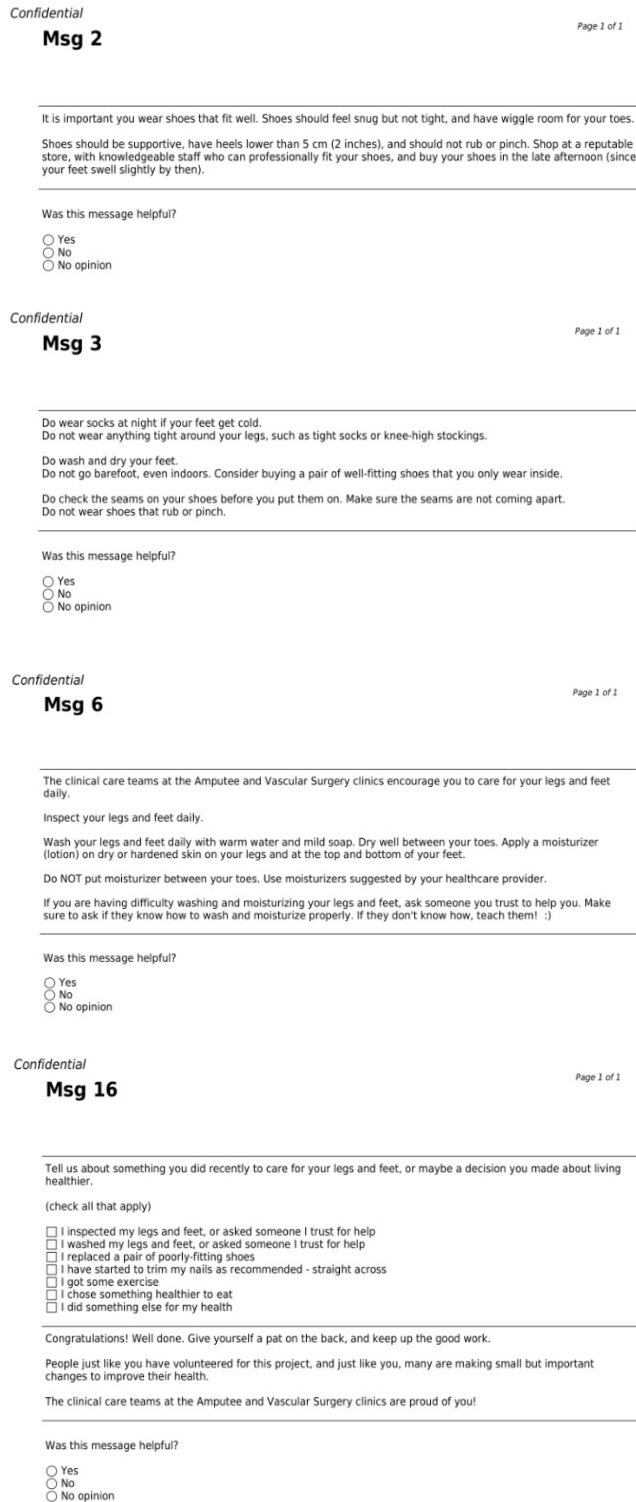 Confidential
Page 1 of 1
Msg 2
It is important you wear shoes that fit well. Shoes should feel snug but not tight, and have wiggle room for your toes.
Shoes should be supportive, have heels lower than 5 cm (2 inches), and should not rub or pinch. Shop at a reputable
store, with knowledgeable staff who can professionally fit your shoes, and buy your shoes in the late afternoon (since
your feet swell slightly by then).
Was this message helpful?
Yes
No
No opinion
Confidential
Page 1 of 1
Msg 3
Do wear socks at night if your feet get cold.
Do not wear anything tight around your legs, such as tight socks or knee-high stockings.
Do wash and dry your feet.
Do not go barefoot, even indoors. Consider buying a pair of well-fitting shoes that you only wear inside.
Do check the seams on your shoes before you put them on. Make sure the seams are not coming apart.
Do not wear shoes that rub or pinch.
Was this message helpful?
Yes
No
No opinion
Confidential
Page 1 of 1
Msg 6
The clinical care teams at the Amputee and Vascular Surgery clinics encourage you to care for your legs and feet
daily.
Inspect your legs and feet daily.
Wash your legs and feet daily with warm water and mild soap. Dry well between your toes. Apply a moisturizer
(lotion) on dry or hardened skin on your legs and at the top and bottom of your feet.
Do NOT put moisturizer between your toes. Use moisturizers suggested by your healthcare provider.
If you are having difficulty washing and moisturizing your legs and feet, ask someone you trust to help you. Make
sure to ask if they know how to wash and moisturize properly. If they don't know how, teach them! :)
Was this message helpful?
Yes
No
No opinion
Confidential
Page 1 of 1
Msg 16
Tell us about something you did recently to care for your legs and feet, or maybe a decision you made about living
healthier.
(check all that apply)
I inspected my legs and feet, or asked someone I trust for help
I washed my legs and feet, or asked someone I trust for help
I replaced a pair of poorly-fitting shoes
I have started to trim my nails as recommended - straight across
I got some exercise
I chose something healthier to eat
I did something else for my health
Congratulations! Well done. Give yourself a pat on the back, and keep up the good work.
People just like you have volunteered for this project, and just like you, many are making small but important
changes to improve their health.
The clinical care teams at the Amputee and Vascular Surgery clinics are proud of you!
Was this message helpful?
Yes
No
No opinion